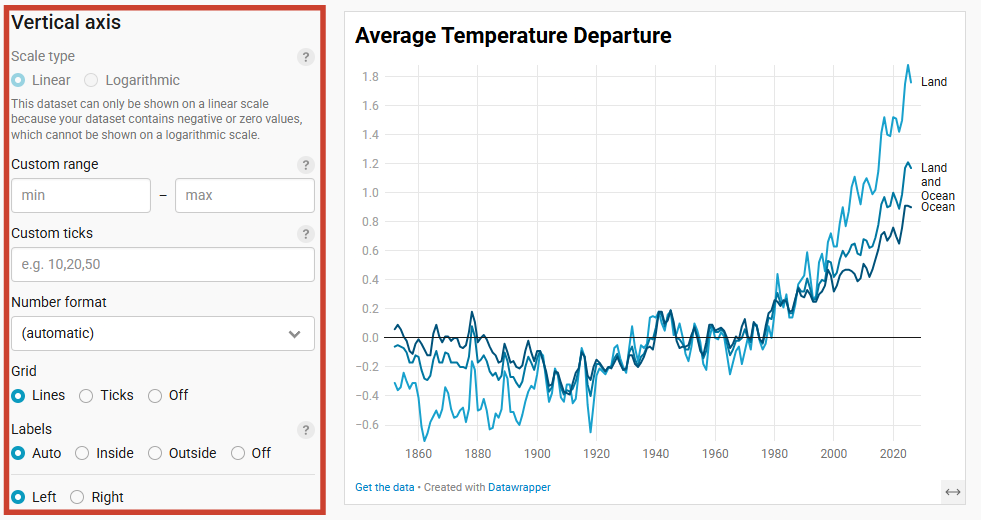 Vertical axis
Scale type ?
Linear Logarithmic
This dataset can only be shown on a linear scale
because your dataset contains negative or zero values,
which cannot be shown on a logarithmic scale.
Custom range ?
min – max
Custom ticks ?
e.g. 10,20,50
Number format
(automatic)
Grid
Lines Ticks Off
Labels ?
Auto Inside Outside Off
Left Right
Average Temperature Departure
1.8
1.6
1.4
1.2
1.0
0.8
0.6
0.4
0.2
0.0
−0.2
−0.4
−0.6
1860 1880 1900 1920 1940 1960 1980 2000 2020
Land
Land
and
Ocean
Ocean
Get the data • Created with Datawrapper